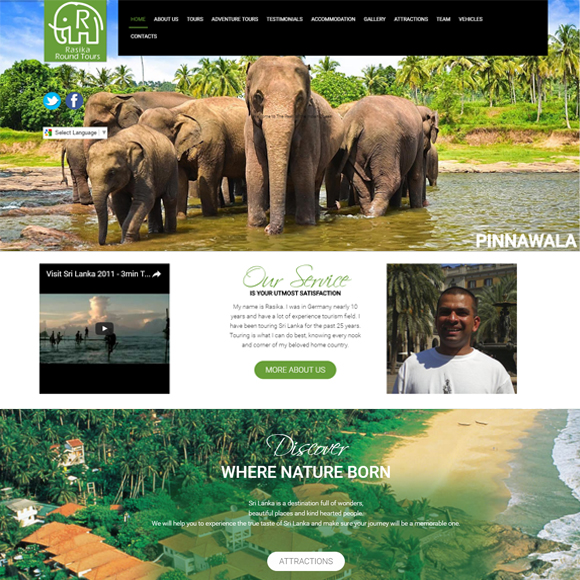 Rasika
Round Tours
HOME ABOUT US TOURS ADVENTURE TOURS TESTIMONIALS ACCOMMODATION GALLERY ATTRACTIONS TEAM VEHICLES
CONTACTS
Select Language
PINNAWALA
Visit Sri Lanka 2011 - 3min T...
Our Service
IS YOUR UTMOST SATISFACTION
My name is Rasika. I was in Germany nearly 10
years and have a lot of experience tourism field. I
have been touring Sri Lanka for the past 25 years.
Touring is what I can do best; knowing every nook
and corner of my beloved home country.
MORE ABOUT US
Discover
WHERE NATURE BORN
Sri Lanka is a destination full of wonders,
beautiful places and kind hearted people.
We will help you to experience the true taste of Sri Lanka and make sure your journey will be a memorable one.
ATTRACTIONS